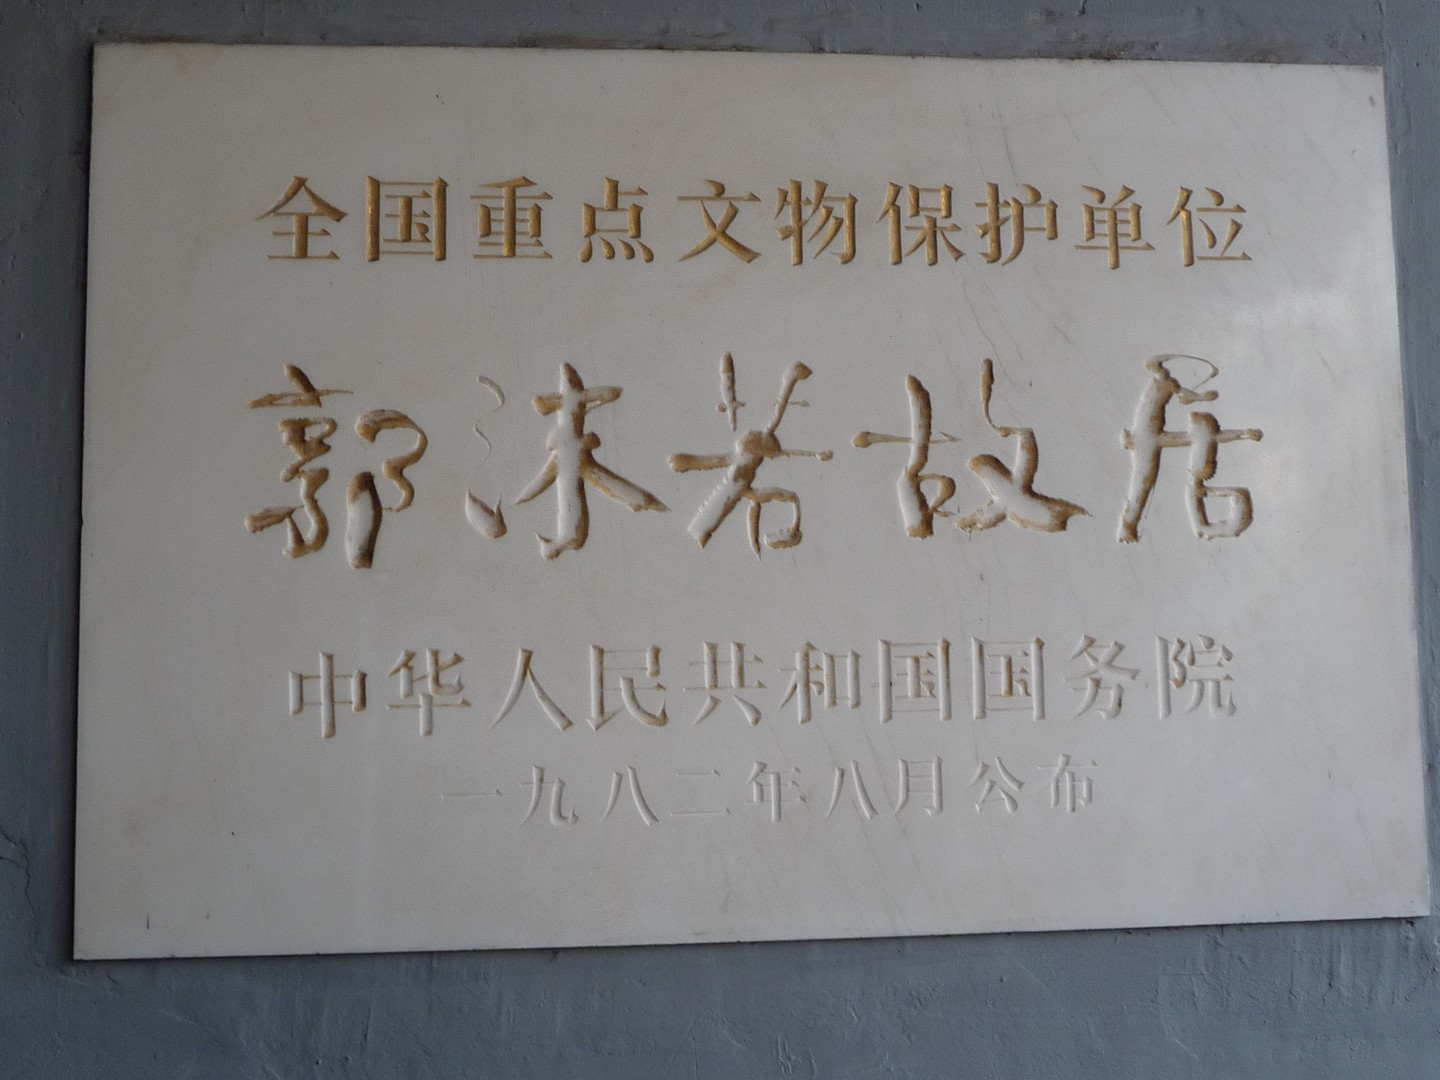 全国重点文物保护单位
郭沫若故居
中华人民共和国国务院
一九八二年八月公布